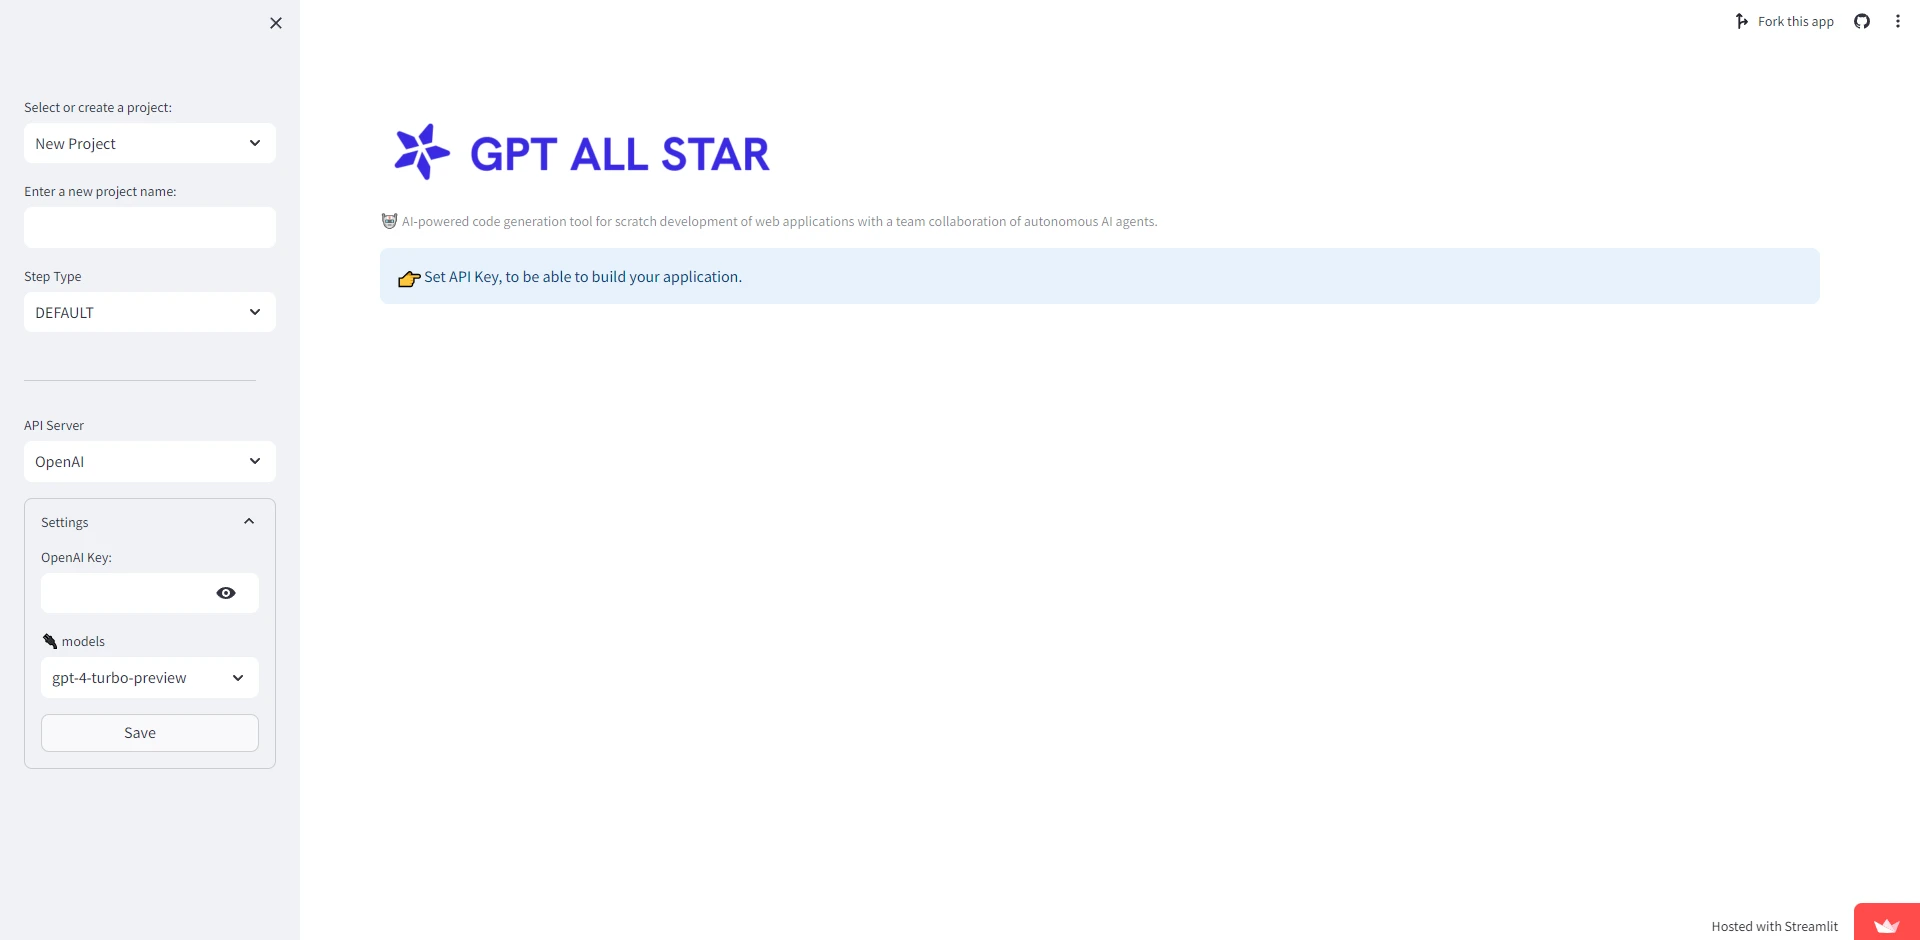 Select or create a project:
New Project
Enter a new project name:
Step Type
DEFAULT
API Server
OpenAI
Settings
OpenAI Key:
models
gpt-4-turbo-preview
Save
Fork this app
GPT ALL STAR
AI-powered code generation tool for scratch development of web applications with a team collaboration of autonomous AI agents.
Set API Key, to be able to build your application.
Hosted with Streamlit